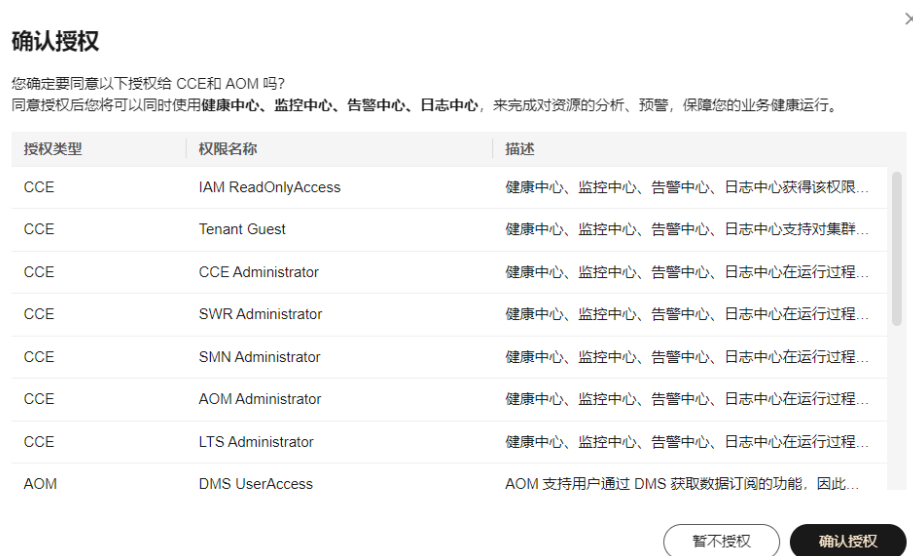 确认授权
您确定要同意以下授权给 CCE和 AOM 吗?
同意授权后您将可以同时使用健康中心、监控中心、告警中心、日志中心，来完成对资源的分析、预警，保障您的业务健康运行。
授权类型 权限名称 描述
CCE IAM ReadOnlyAccess 健康中心、监控中心、告警中心、日志中心获得该权限...
CCE Tenant Guest 健康中心、监控中心、告警中心、日志中心支持对集群...
CCE CCE Administrator 健康中心、监控中心、告警中心、日志中心在运行过程...
CCE SWR Administrator 健康中心、监控中心、告警中心、日志中心在运行过程...
CCE SMN Administrator 健康中心、监控中心、告警中心、日志中心在运行过程...
CCE AOM Administrator 健康中心、监控中心、告警中心、日志中心在运行过程...
CCE LTS Administrator 健康中心、监控中心、告警中心、日志中心在运行过程...
AOM DMS UserAccess AOM 支持用户通过 DMS 获取数据订阅的功能，因此...
暂不授权 确认授权